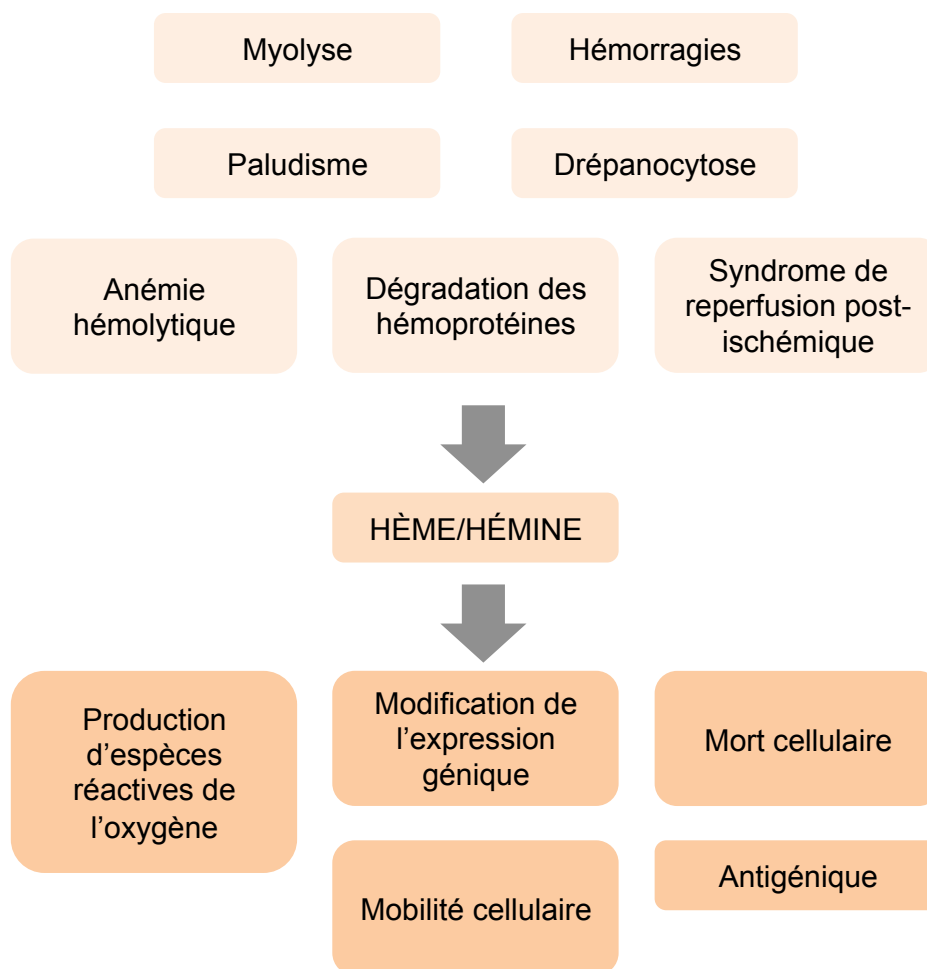 Myolyse
Hémorragies
Paludisme
Drépanocytose
Anémie
hémolytique
Dégradation des
hémoprotéines
Syndrome de
reperfusion post-
ischémique
HÈME/HÉMINE
Production
d'espèces
réactives de
l'oxygène
Modification de
l'expression
génique
Mort cellulaire
Mobilité cellulaire
Antigénique